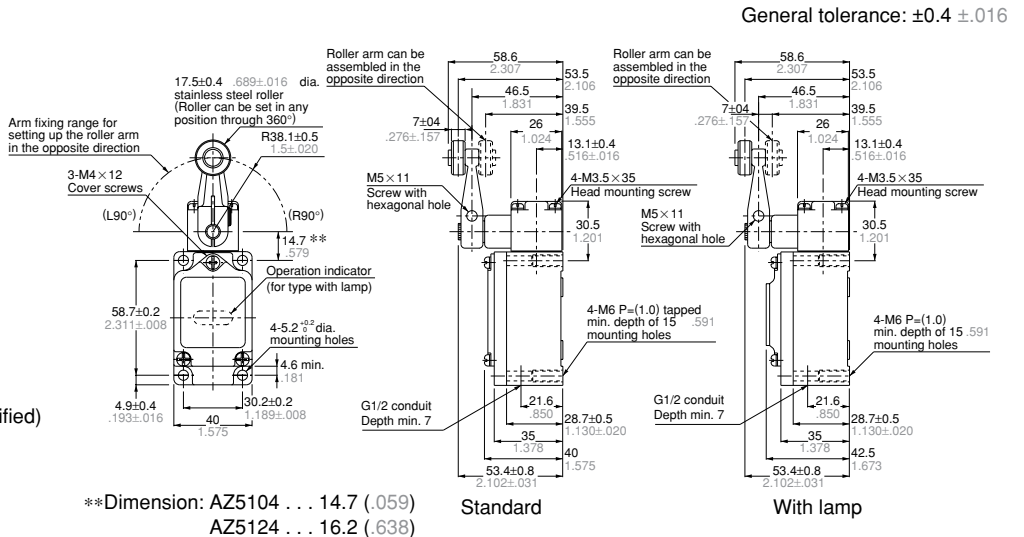 General tolerance: ±0.4 ±.016
17.5±0.4 .689±.016 dia.
stainless steel roller
(Roller can be set in any
position through 360°)
R38.1±0.5
1.5±.020
Arm fixing range for
setting up the roller arm
in the opposite direction
3-M4×12
Cover screws
(L90°)
(R90°)
14.7 **
.579
Operation indicator
(for type with lamp)
58.7±0.2
2.311±.008
4-5.2 +0.2 0 dia.
mounting holes
4.6 min.
.181
4.9±0.4
.193±.016
30.2±0.2
1.189±.008
40
1.575
ified)
**Dimension: AZ5104 . . . 14.7 (.059)
AZ5124 . . . 16.2 (.638)
Roller arm can be
assembled in the
opposite direction
58.6
2.307
53.5
2.106
46.5
1.831
39.5
1.555
7±04
.276±.157
26
1.024
13.1±0.4
.516±.016
M5×11
Screw with
hexagonal hole
4-M3.5×35
Head mounting screw
30.5
1.201
4-M6 P=(1.0) tapped
min. depth of 15 .591
mounting holes
G1/2 conduit
Depth min. 7
21.6
.850
28.7±0.5
1.130±.020
35
1.378
40
1.575
53.4±0.8
2.102±.031
Standard
Roller arm can be
assembled in the
opposite direction
58.6
2.307
53.5
2.106
46.5
1.831
39.5
1.555
7±04
.276±.157
26
1.024
13.1±0.4
.516±.016
4-M3.5×35
Head mounting screw
M5×11
Screw with
hexagonal hole
30.5
1.201
4-M6 P=(1.0)
min. depth of 15 .591
mounting holes
G1/2 conduit
Depth min. 7
21.6
.850
28.7±0.5
1.130±.020
35
1.378
42.5
1.673
53.4±0.8
2.102±.031
With lamp